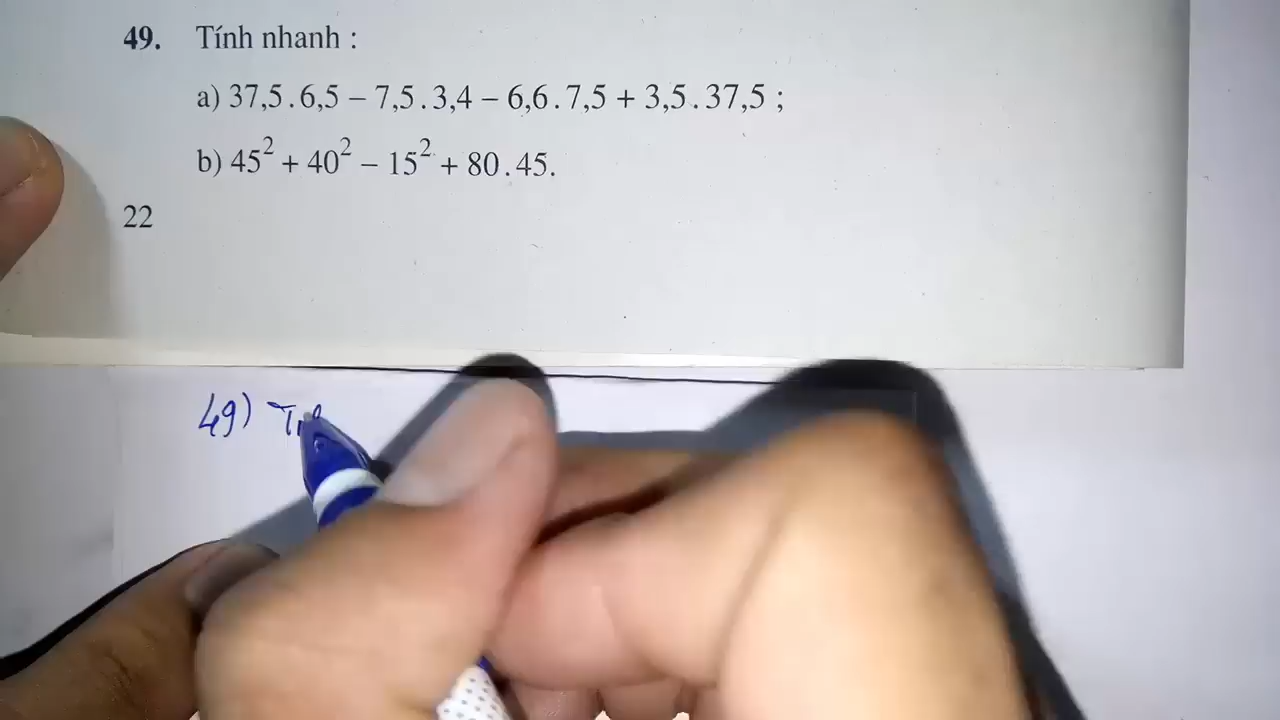 49. Tính nhanh :
a) 37,5 . 6,5 – 7,5 . 3,4 – 6,6 . 7,5 + 3,5 . 37,5 ;
b) 45² + 40² – 15² + 80 . 45.
22
49)